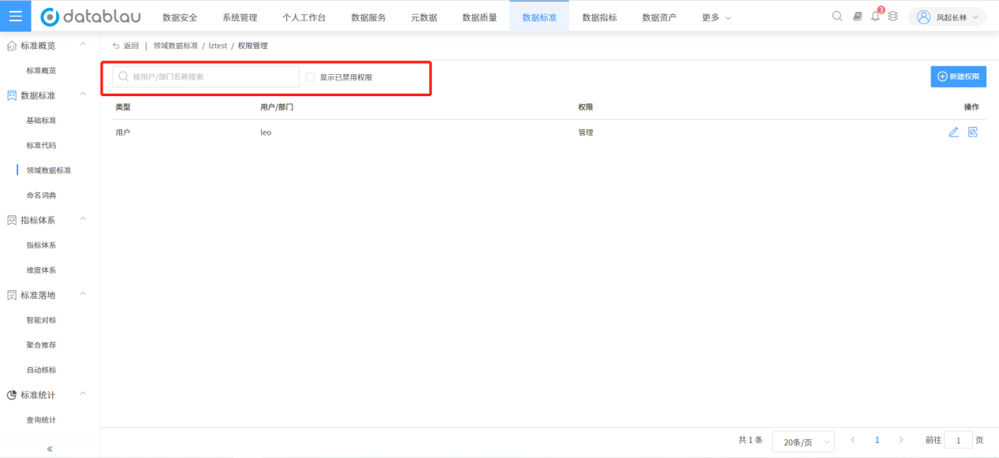 datablau 数据安全 系统管理 个人工作台 数据服务 元数据 数据质量 数据标准 数据指标 数据资产 更多 3 风起长林
标准概览
标准概览
数据标准
基础标准
标准代码
领域数据标准
命名词典
指标体系
指标体系
维度体系
标准落地
智能对标
聚合推荐
自动核标
标准统计
查询统计
«
返回 | 领域数据标准 / lztest / 权限管理
按用户/部门名称搜索 显示已禁用权限 新建权限
类型 用户/部门 权限 操作
用户 leo 管理
共 1 条 20条/页 < 1 > 前往 1 页